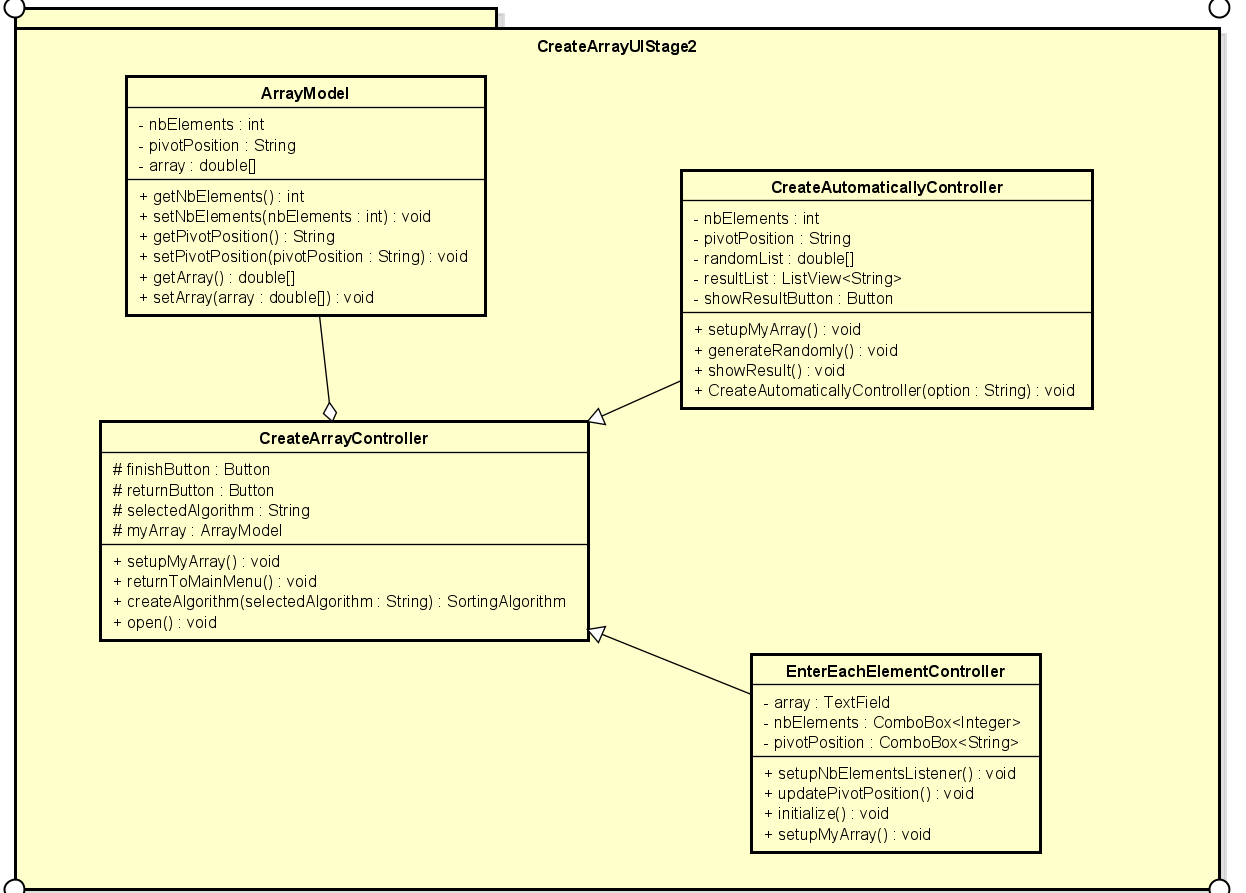 CreateArrayUIStage2
ArrayModel
- nbElements : int
- pivotPosition : String
- array : double[]
+ getNbElements() : int
+ setNbElements(nbElements : int) : void
+ getPivotPosition() : String
+ setPivotPosition(pivotPosition : String) : void
+ getArray() : double[]
+ setArray(array : double[]) : void
CreateAutomaticallyController
- nbElements : int
- pivotPosition : String
- randomList : double[]
- resultList : ListView<String>
- showResultButton : Button
+ setupMyArray() : void
+ generateRandomly() : void
+ showResult() : void
+ CreateAutomaticallyController(option : String) : void
CreateArrayController
# finishButton : Button
# returnButton : Button
# selectedAlgorithm : String
# myArray : ArrayModel
+ setupMyArray() : void
+ returnToMainMenu() : void
+ createAlgorithm(selectedAlgorithm : String) : SortingAlgorithm
+ open() : void
EnterEachElementController
- array : TextField
- nbElements : ComboBox<Integer>
- pivotPosition : ComboBox<String>
+ setupNbElementsListener() : void
+ updatePivotPosition() : void
+ initialize() : void
+ setupMyArray() : void